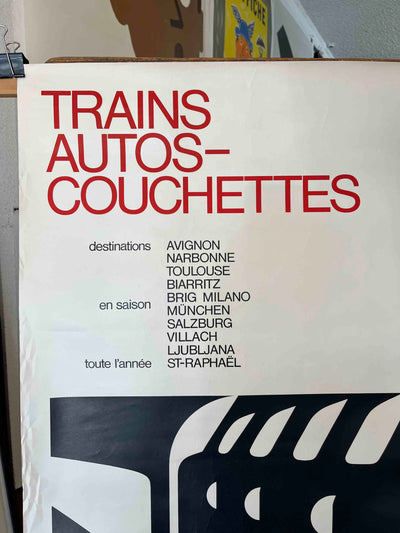 FICHE
TRAINS
AUTOS-
COUCHETTES
destinations AVIGNON
NARBONNE
TOULOUSE
BIARRITZ
en saison BRIG MILANO
MÜNCHEN
SALZBURG
VILLACH
LJUBLJANA
toute l'année ST-RAPHAËL